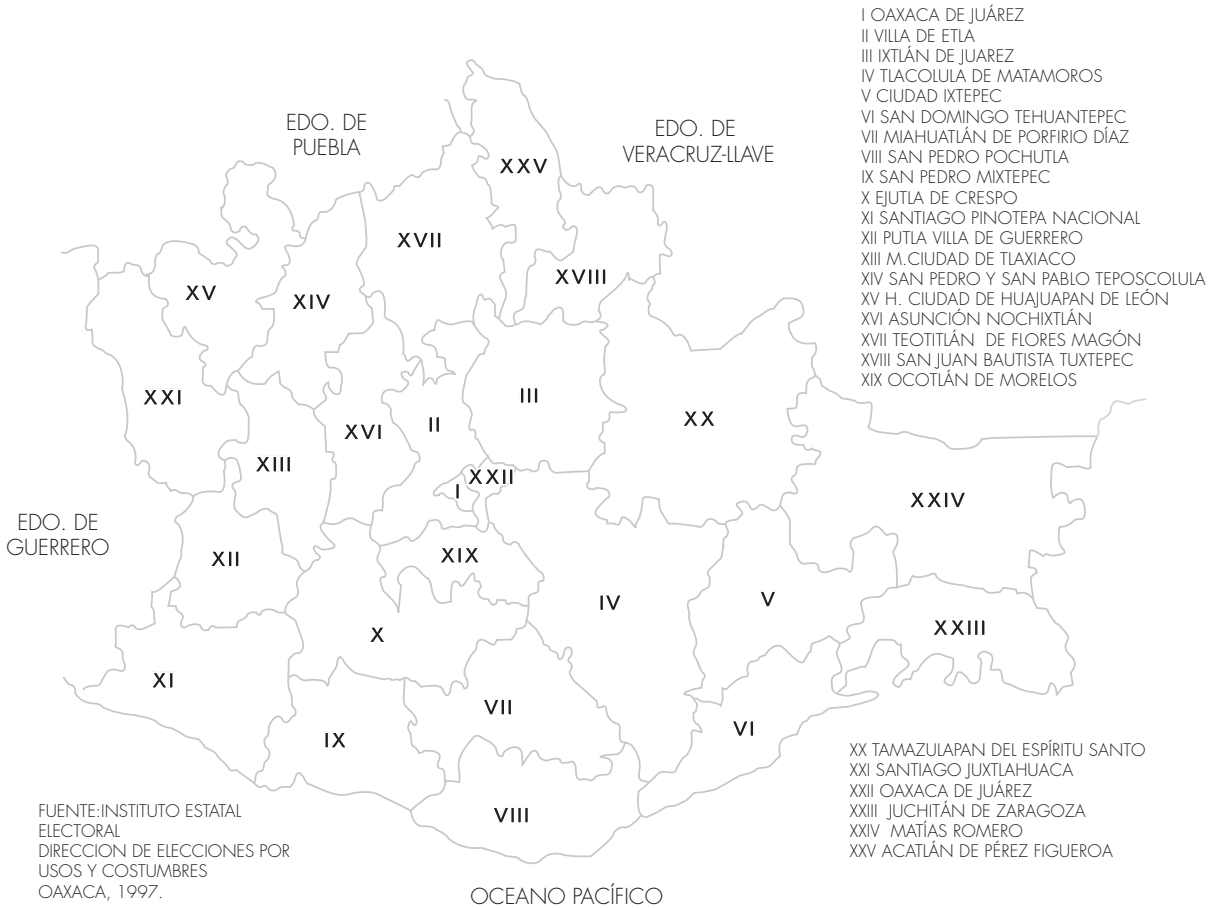 I OAXACA DE JUÁREZ
II VILLA DE ETLA
III IXTLÁN DE JUAREZ
IV TLACOLULA DE MATAMOROS
V CIUDAD IXTEPEC
VI SAN DOMINGO TEHUANTEPEC
VII MIAHUATLÁN DE PORFIRIO DÍAZ
VIII SAN PEDRO POCHUTLA
IX SAN PEDRO MIXTEPEC
X EJUTLA DE CRESPO
XI SANTIAGO PINOTEPA NACIONAL
XII PUTLA VILLA DE GUERRERO
XIII M.CIUDAD DE TLAXIACO
XIV SAN PEDRO Y SAN PABLO TEPOSCOLULA
XV H. CIUDAD DE HUAJUAPAN DE LEÓN
XVI ASUNCIÓN NOCHIXTLÁN
XVII TEOTITLÁN DE FLORES MAGÓN
XVIII SAN JUAN BAUTISTA TUXTEPEC
XIX OCOTLÁN DE MORELOS
EDO. DE
PUEBLA
EDO. DE
VERACRUZ-LLAVE
XXV
XVII
XVIII
XV
XIV
XXI
III
XX
XVI
II
XIII
XXII
I
XXIV
EDO. DE
GUERRERO
XII
XIX
IV
V
X
XXIII
XI
VII
VI
IX
VIII
XX TAMAZULAPAN DEL ESPÍRITU SANTO
XXI SANTIAGO JUXTLAHUACA
XXII OAXACA DE JUÁREZ
XXIII JUCHITÁN DE ZARAGOZA
XXIV MATÍAS ROMERO
XXV ACATLÁN DE PÉREZ FIGUEROA
FUENTE:INSTITUTO ESTATAL
ELECTORAL
DIRECCION DE ELECCIONES POR
USOS Y COSTUMBRES
OAXACA, 1997.
OCEANO PACÍFICO